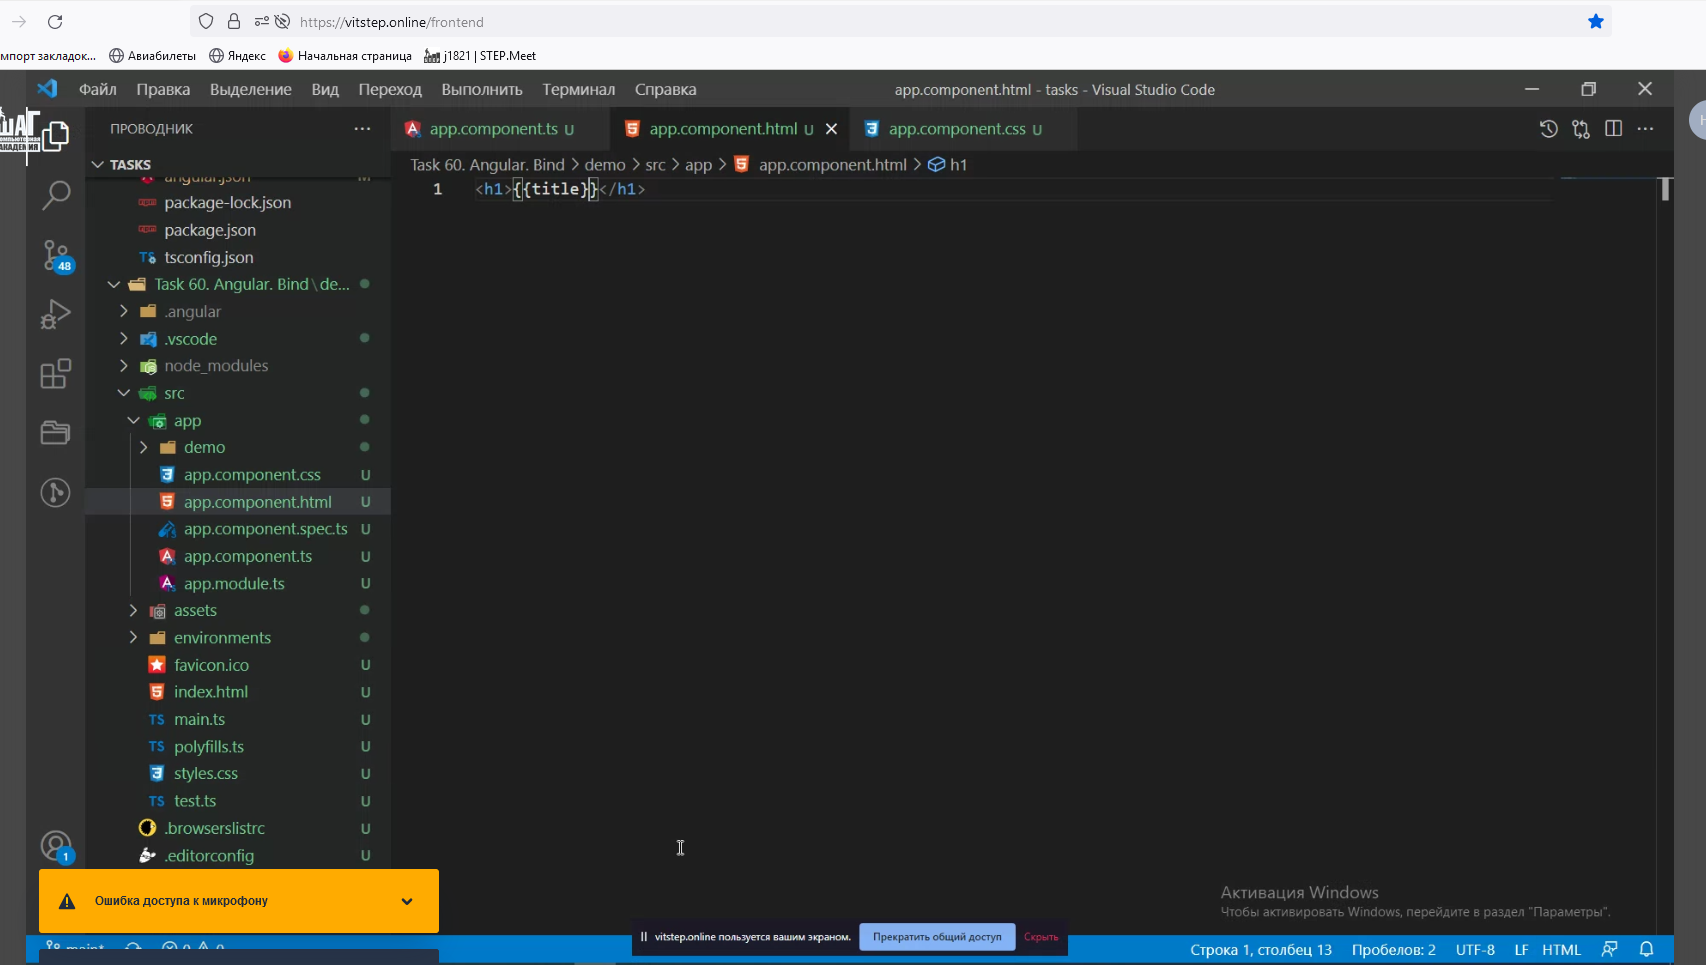 https://vitstep.online/frontend
мпорт закладок... Авиабилеты Яндекс Начальная страница j1821 | STEP.Meet
Файл Правка Выделение Вид Переход Выполнить Терминал Справка app.component.html - tasks - Visual Studio Code
ШАГ
КОМПЬЮТЕРНАЯ
АКАДЕМИЯ
ПРОВОДНИК
app.component.ts U app.component.html U app.component.css U
TASKS
Task 60. Angular. Bind > demo > src > app > app.component.html > h1
1 <h1>{{title}}</h1>
angular.json M
package-lock.json
package.json
tsconfig.json
Task 60. Angular. Bind\de...
.angular
.vscode
node_modules
src
app
demo
app.component.css U
app.component.html U
app.component.spec.ts U
app.component.ts U
app.module.ts U
assets
environments
favicon.ico U
index.html U
main.ts U
polyfills.ts U
styles.css U
test.ts U
.browserslistrc U
.editorconfig U
48
1
Ошибка доступа к микрофону
Активация Windows
Чтобы активировать Windows, перейдите в раздел "Параметры".
vitstep.online пользуется вашим экраном. Прекратить общий доступ Скрыть
main* 0 0 Строка 1, столбец 13 Пробелов: 2 UTF-8 LF HTML